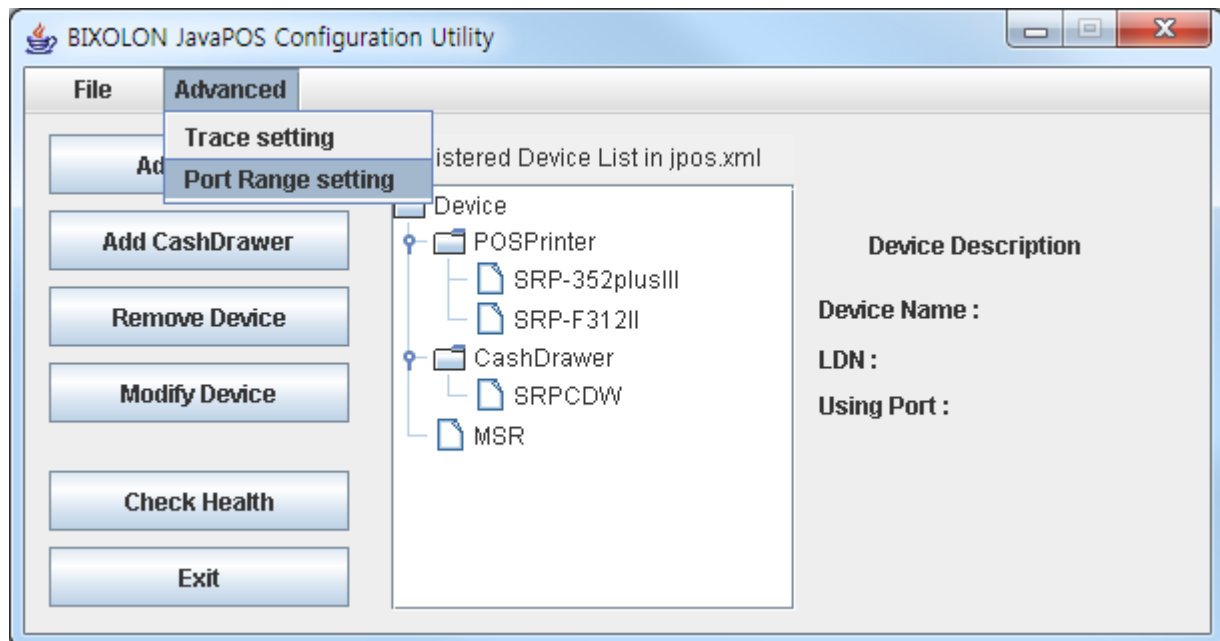 BIXOLON JavaPOS Configuration Utility
File Advanced
Trace setting
Port Range setting
Ad
istered Device List in jpos.xml
Add CashDrawer
Remove Device
Modify Device
Check Health
Exit
Device
POSPrinter
SRP-352plusIII
SRP-F312II
CashDrawer
SRPCDW
MSR
Device Description
Device Name :
LDN :
Using Port :